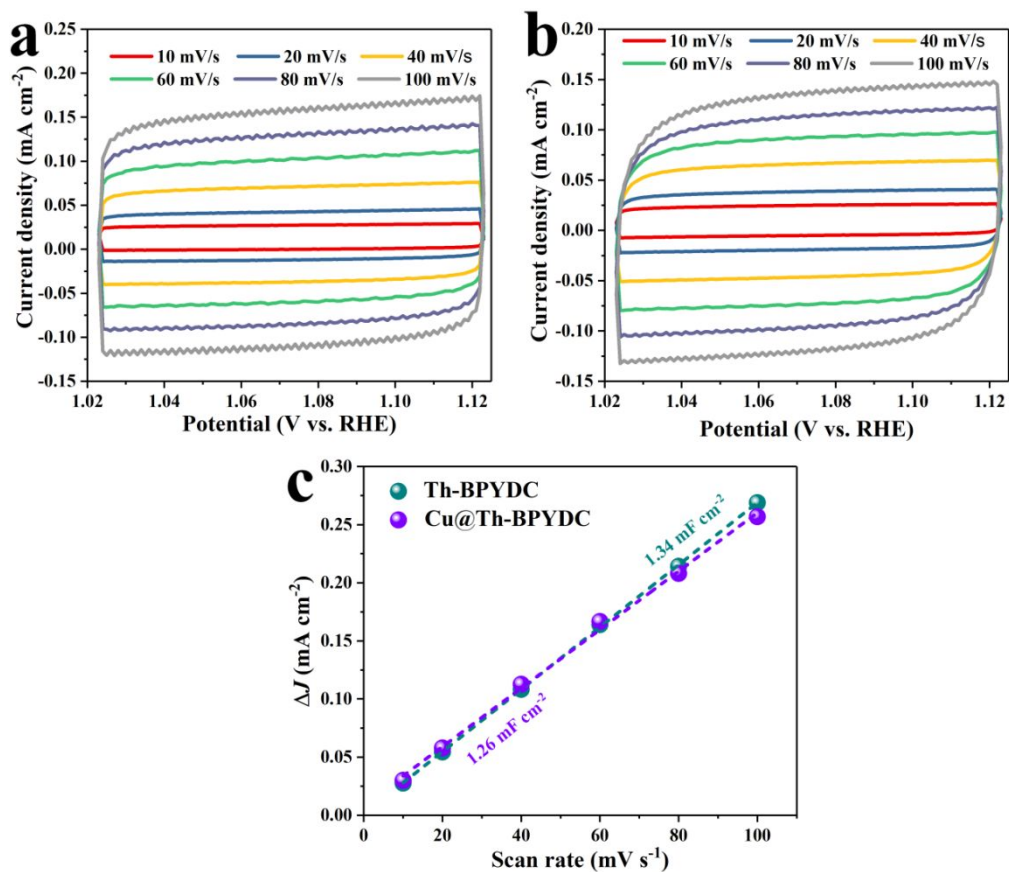 a
10 mV/s 20 mV/s 40 mV/s
60 mV/s 80 mV/s 100 mV/s
0.25
0.20
0.15
0.10
0.05
0.00
-0.05
-0.10
-0.15
Current density (mA cm-2)
1.02 1.04 1.06 1.08 1.10 1.12
Potential (V vs. RHE)
b
10 mV/s 20 mV/s 40 mV/s
60 mV/s 80 mV/s 100 mV/s
0.20
0.15
0.10
0.05
0.00
-0.05
-0.10
-0.15
Current density (mA cm-2)
1.02 1.04 1.06 1.08 1.10 1.12
Potential (V vs. RHE)
c
Th-BPYDC
Cu@Th-BPYDC
1.34 mF cm-2
1.26 mF cm-2
0.30
0.25
0.20
0.15
0.10
0.05
0.00
ΔJ (mA cm-2)
0 20 40 60 80 100
Scan rate (mV s-1)